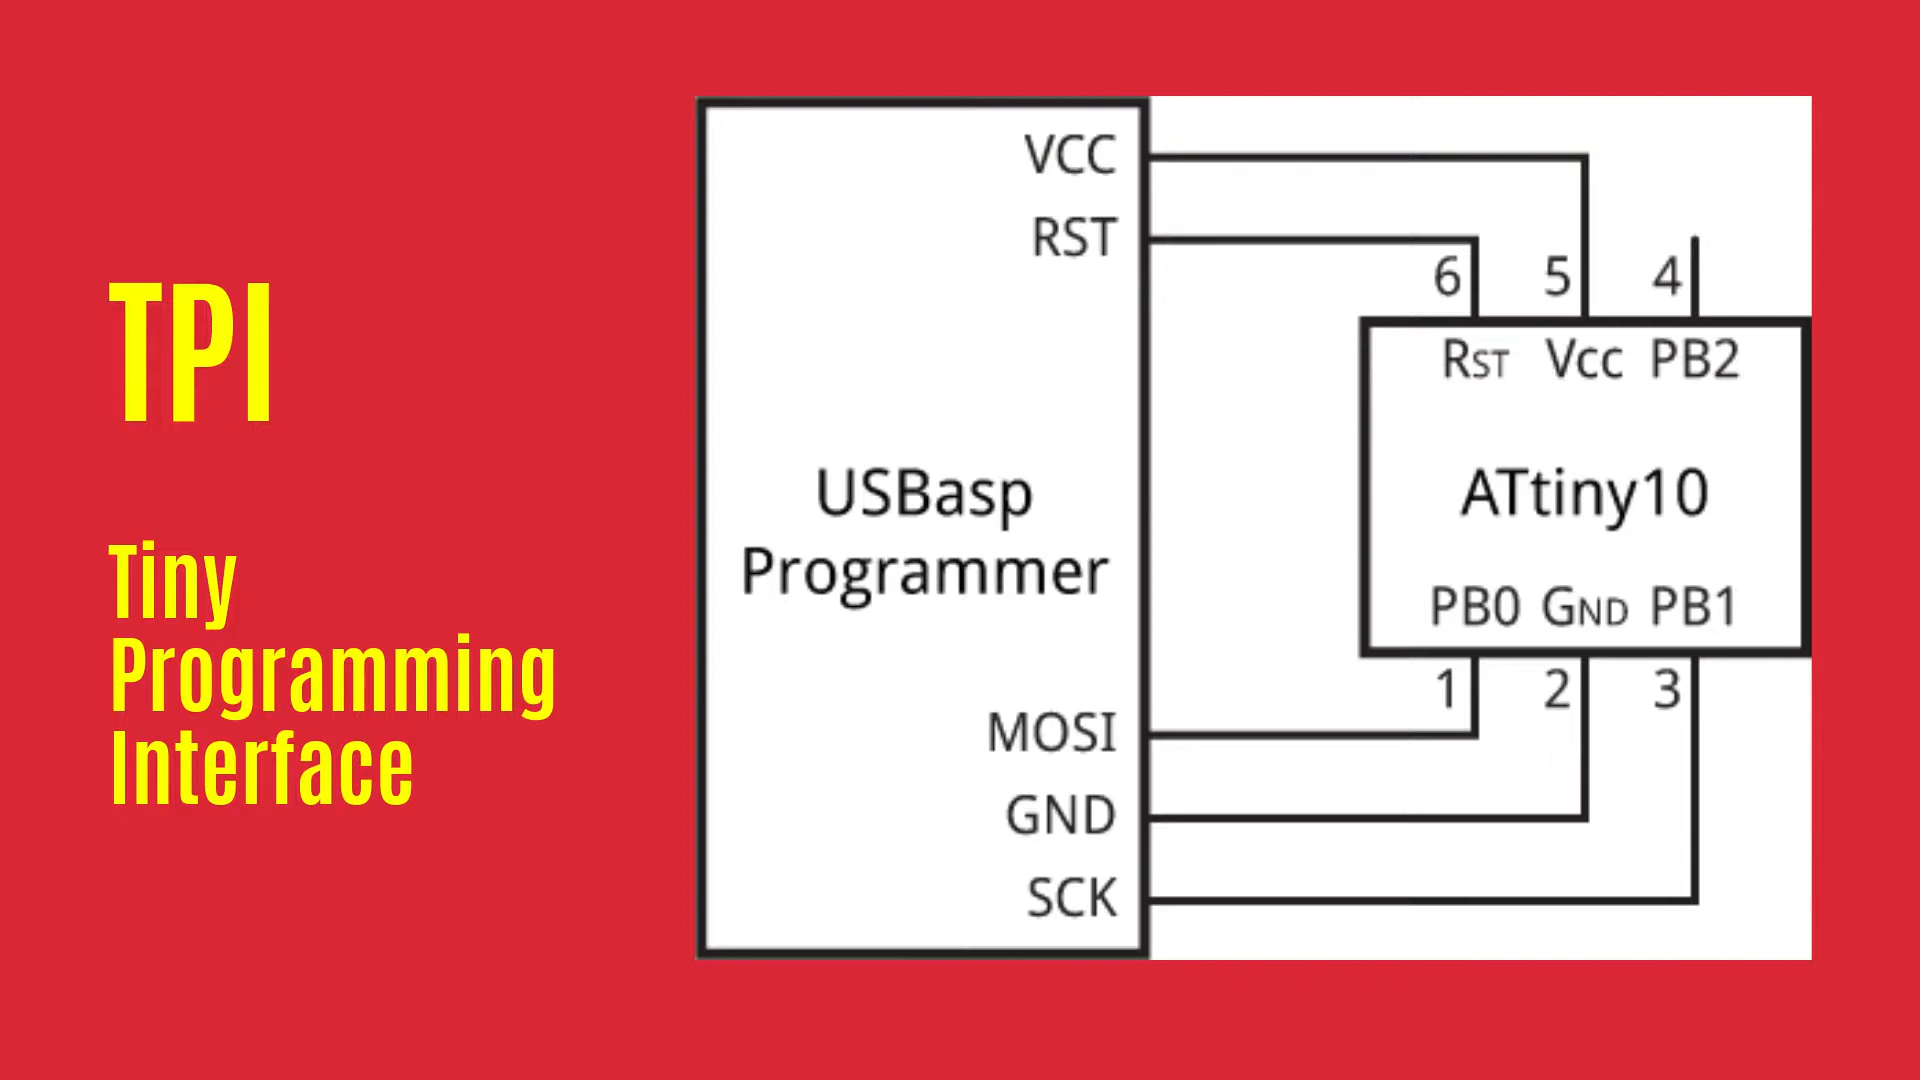 TPI
Tiny
Programming
Interface
VCC
RST
USBasp
Programmer
MOSI
GND
SCK
6 5 4
RST Vcc PB2
ATtiny10
PB0 GND PB1
1 2 3